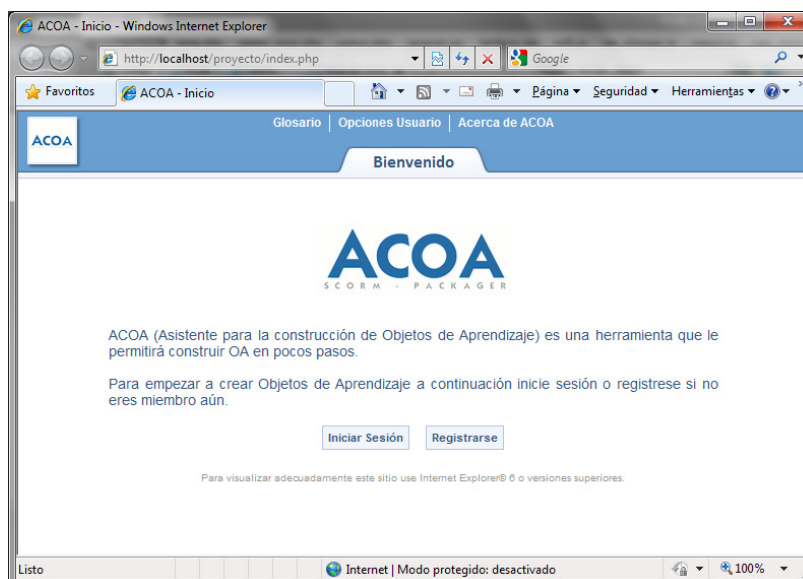 ACOA - Inicio - Windows Internet Explorer
http://localhost/proyecto/index.php
Google
Favoritos
ACOA - Inicio
Página
Seguridad
Herramientas
ACOA
Glosario | Opciones Usuario | Acerca de ACOA
Bienvenido
ACOA
SCORM - PACKAGER
ACOA (Asistente para la construcción de Objetos de Aprendizaje) es una herramienta que le
permitirá construir OA en pocos pasos.
Para empezar a crear Objetos de Aprendizaje a continuación inicie sesión o registrese si no
eres miembro aún.
Iniciar Sesión
Registrarse
Para visualizar adecuadamente este sitio use Internet Explorer® 6 o versiones superiores.
Listo
Internet | Modo protegido: desactivado
100%